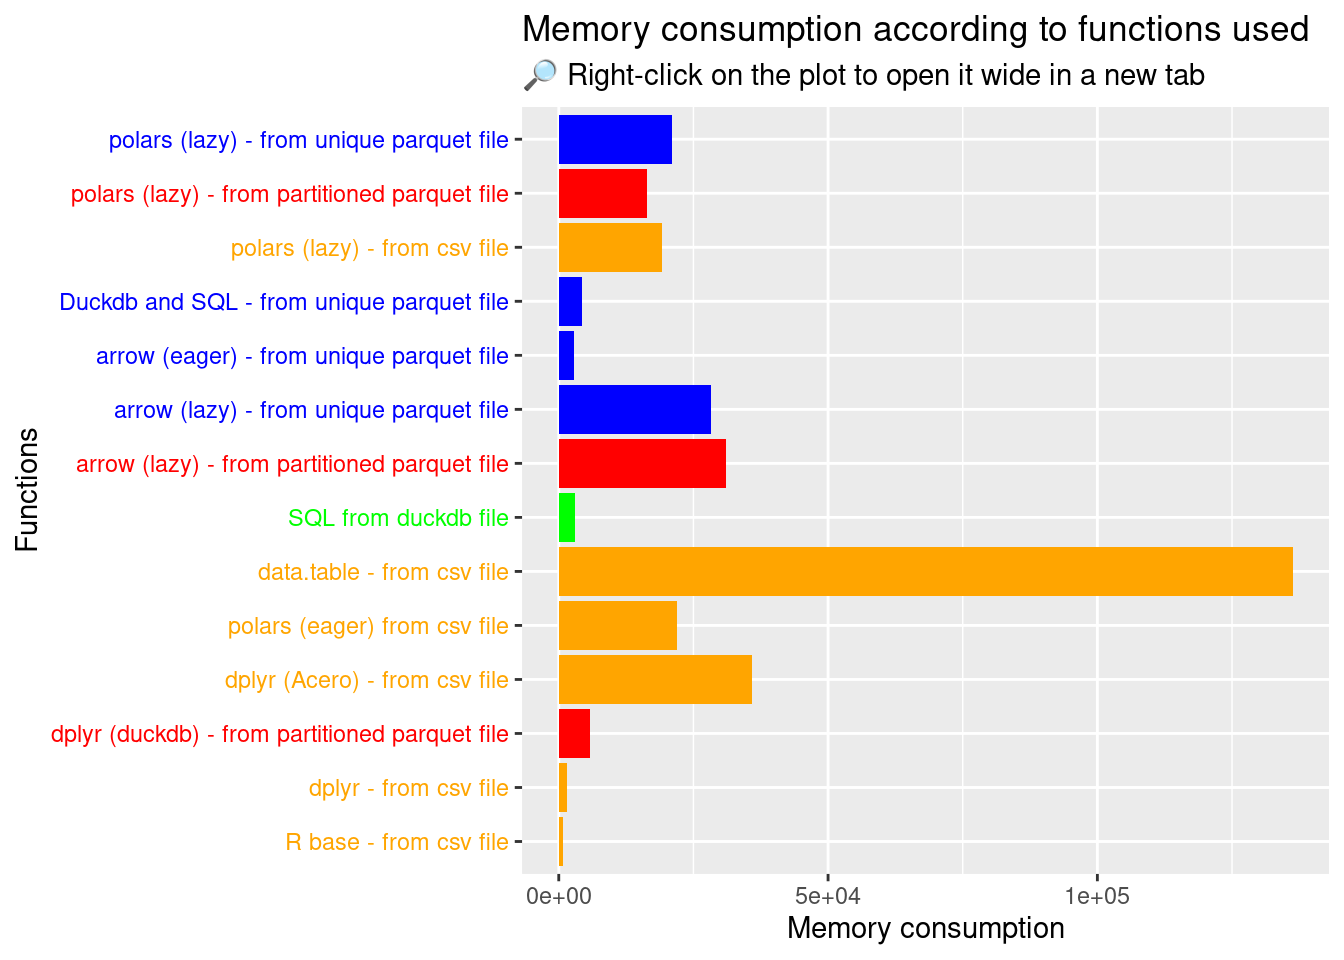 Memory consumption according to functions used
🔎 Right-click on the plot to open it wide in a new tab
polars (lazy) - from unique parquet file
polars (lazy) - from partitioned parquet file
polars (lazy) - from csv file
Duckdb and SQL - from unique parquet file
arrow (eager) - from unique parquet file
arrow (lazy) - from unique parquet file
arrow (lazy) - from partitioned parquet file
SQL from duckdb file
data.table - from csv file
polars (eager) from csv file
dplyr (Acero) - from csv file
dplyr (duckdb) - from partitioned parquet file
dplyr - from csv file
R base - from csv file
Functions
0e+00 5e+04 1e+05
Memory consumption